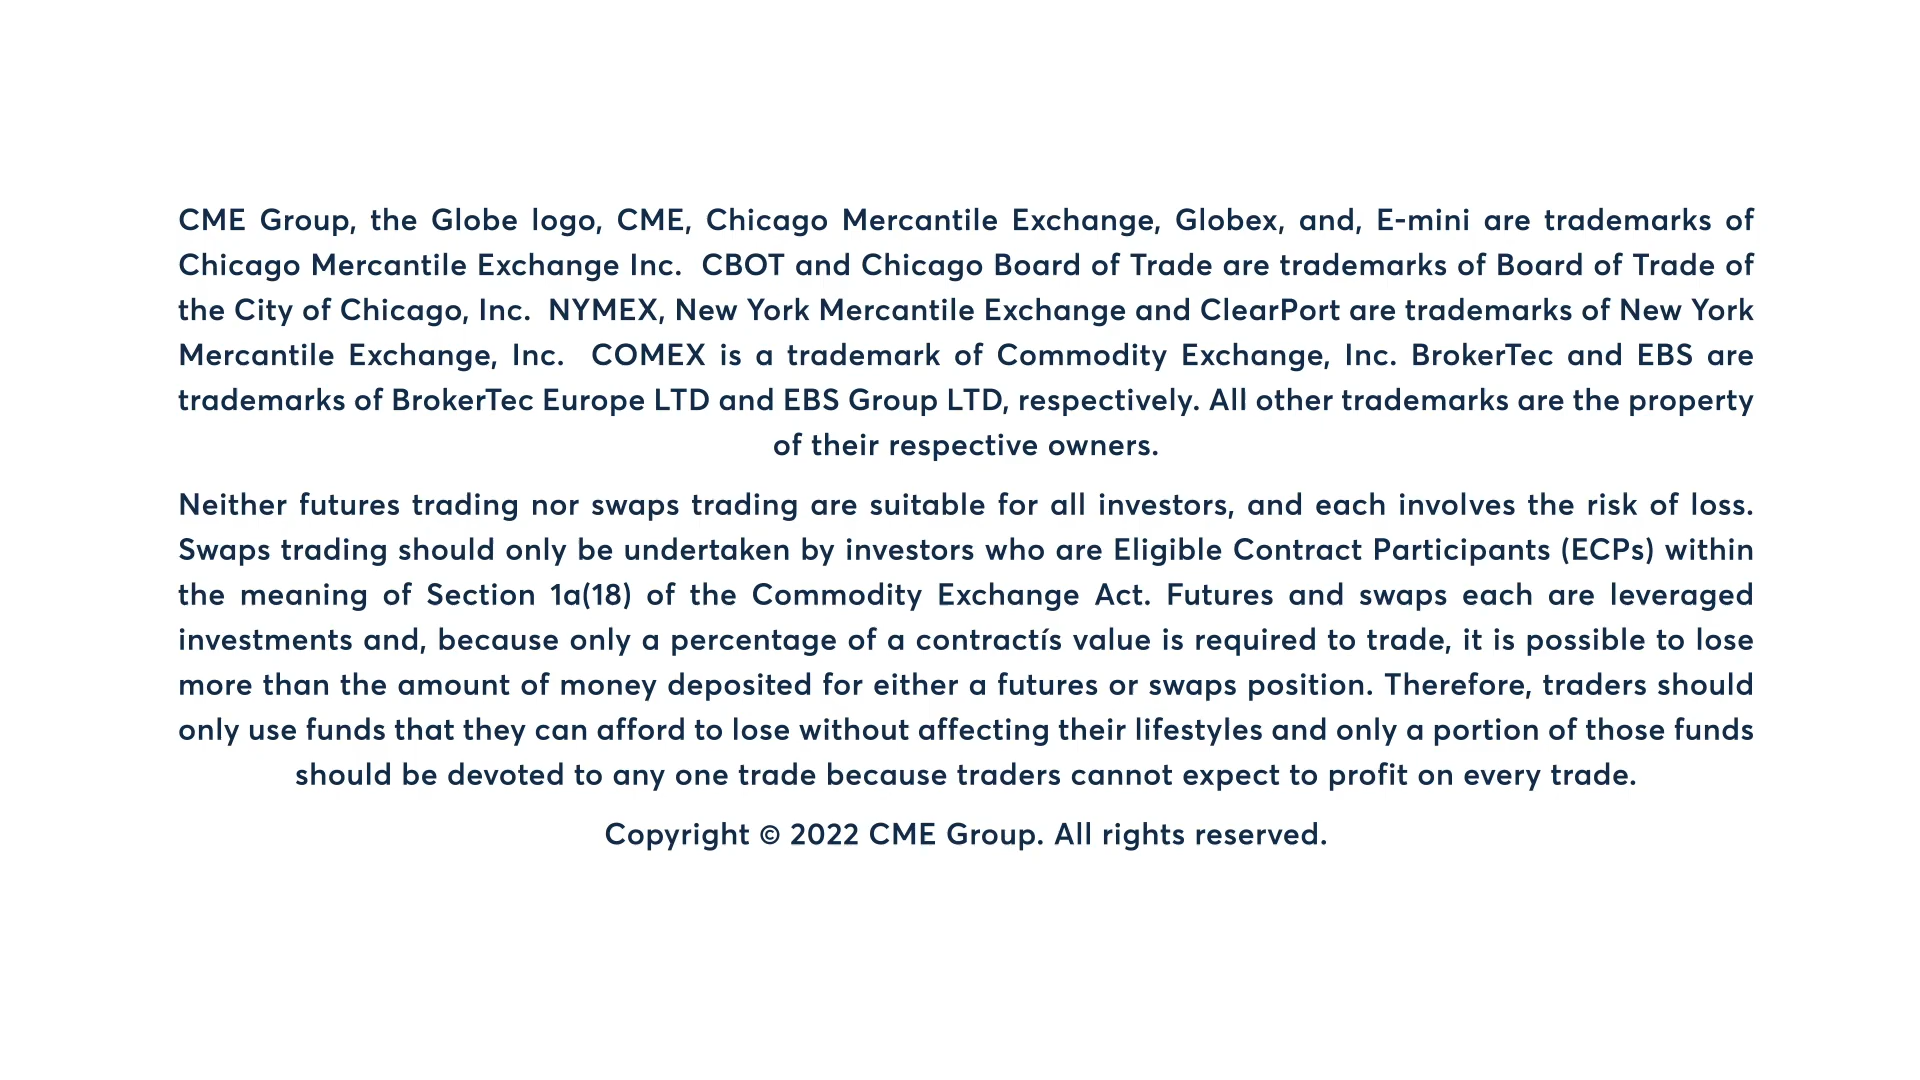 CME Group, the Globe logo, CME, Chicago Mercantile Exchange, Globex, and, E-mini are trademarks of
Chicago Mercantile Exchange Inc.  CBOT and Chicago Board of Trade are trademarks of Board of Trade of
the City of Chicago, Inc.  NYMEX, New York Mercantile Exchange and ClearPort are trademarks of New York
Mercantile Exchange, Inc.  COMEX is a trademark of Commodity Exchange, Inc. BrokerTec and EBS are
trademarks of BrokerTec Europe LTD and EBS Group LTD, respectively. All other trademarks are the property
of their respective owners.
Neither futures trading nor swaps trading are suitable for all investors, and each involves the risk of loss.
Swaps trading should only be undertaken by investors who are Eligible Contract Participants (ECPs) within
the meaning of Section 1a(18) of the Commodity Exchange Act. Futures and swaps each are leveraged
investments and, because only a percentage of a contractís value is required to trade, it is possible to lose
more than the amount of money deposited for either a futures or swaps position. Therefore, traders should
only use funds that they can afford to lose without affecting their lifestyles and only a portion of those funds
should be devoted to any one trade because traders cannot expect to profit on every trade.
Copyright © 2022 CME Group. All rights reserved.